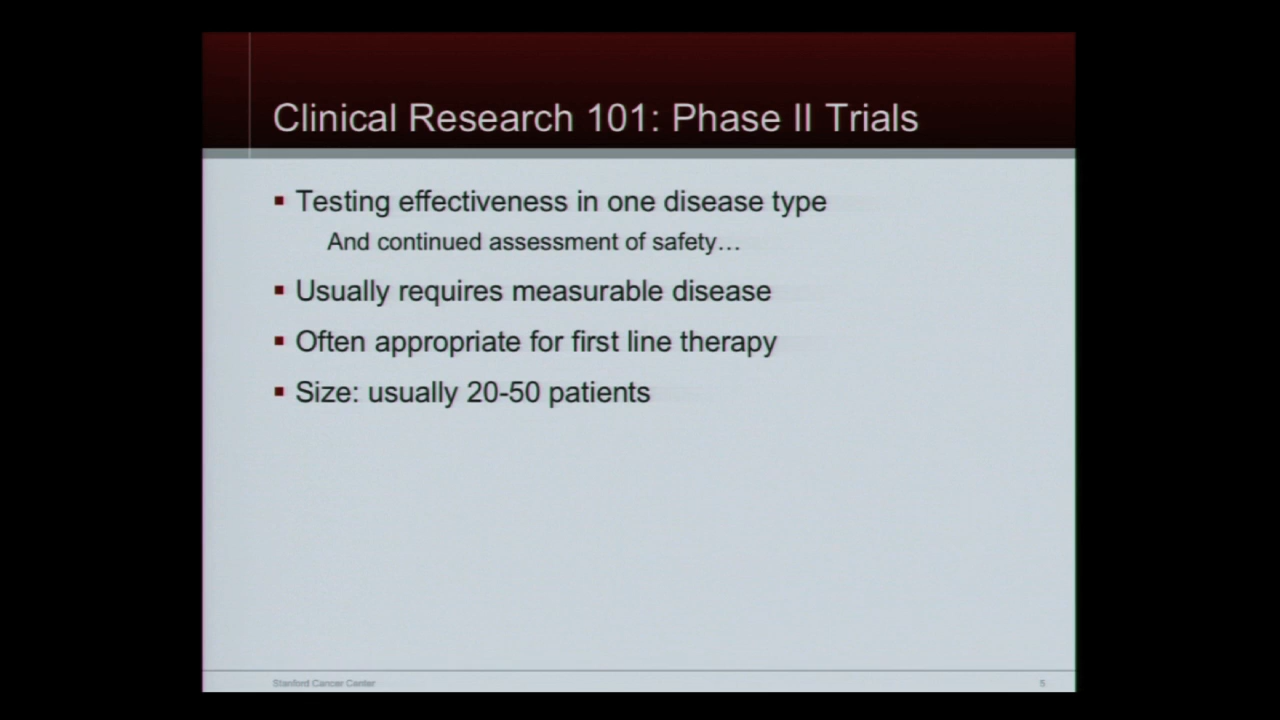 Clinical Research 101: Phase II Trials
Testing effectiveness in one disease type
And continued assessment of safety…
Usually requires measurable disease
Often appropriate for first line therapy
Size: usually 20-50 patients
Stanford Cancer Center
5